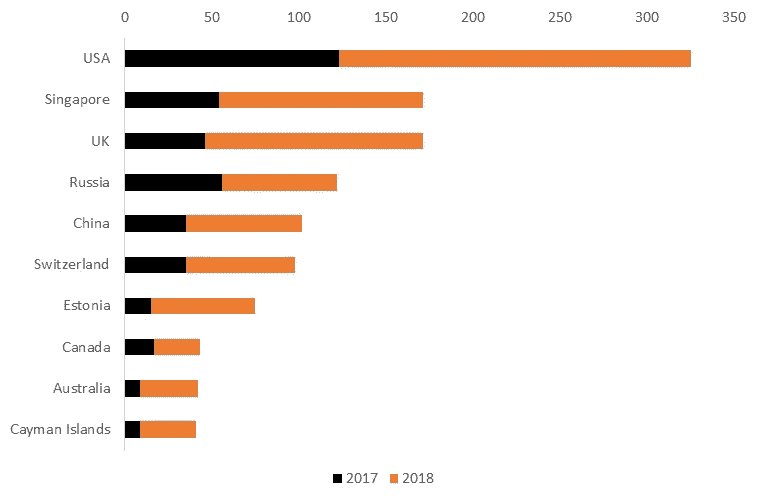 0 50 100 150 200 250 300 350
USA
Singapore
UK
Russia
China
Switzerland
Estonia
Canada
Australia
Cayman Islands
2017 2018